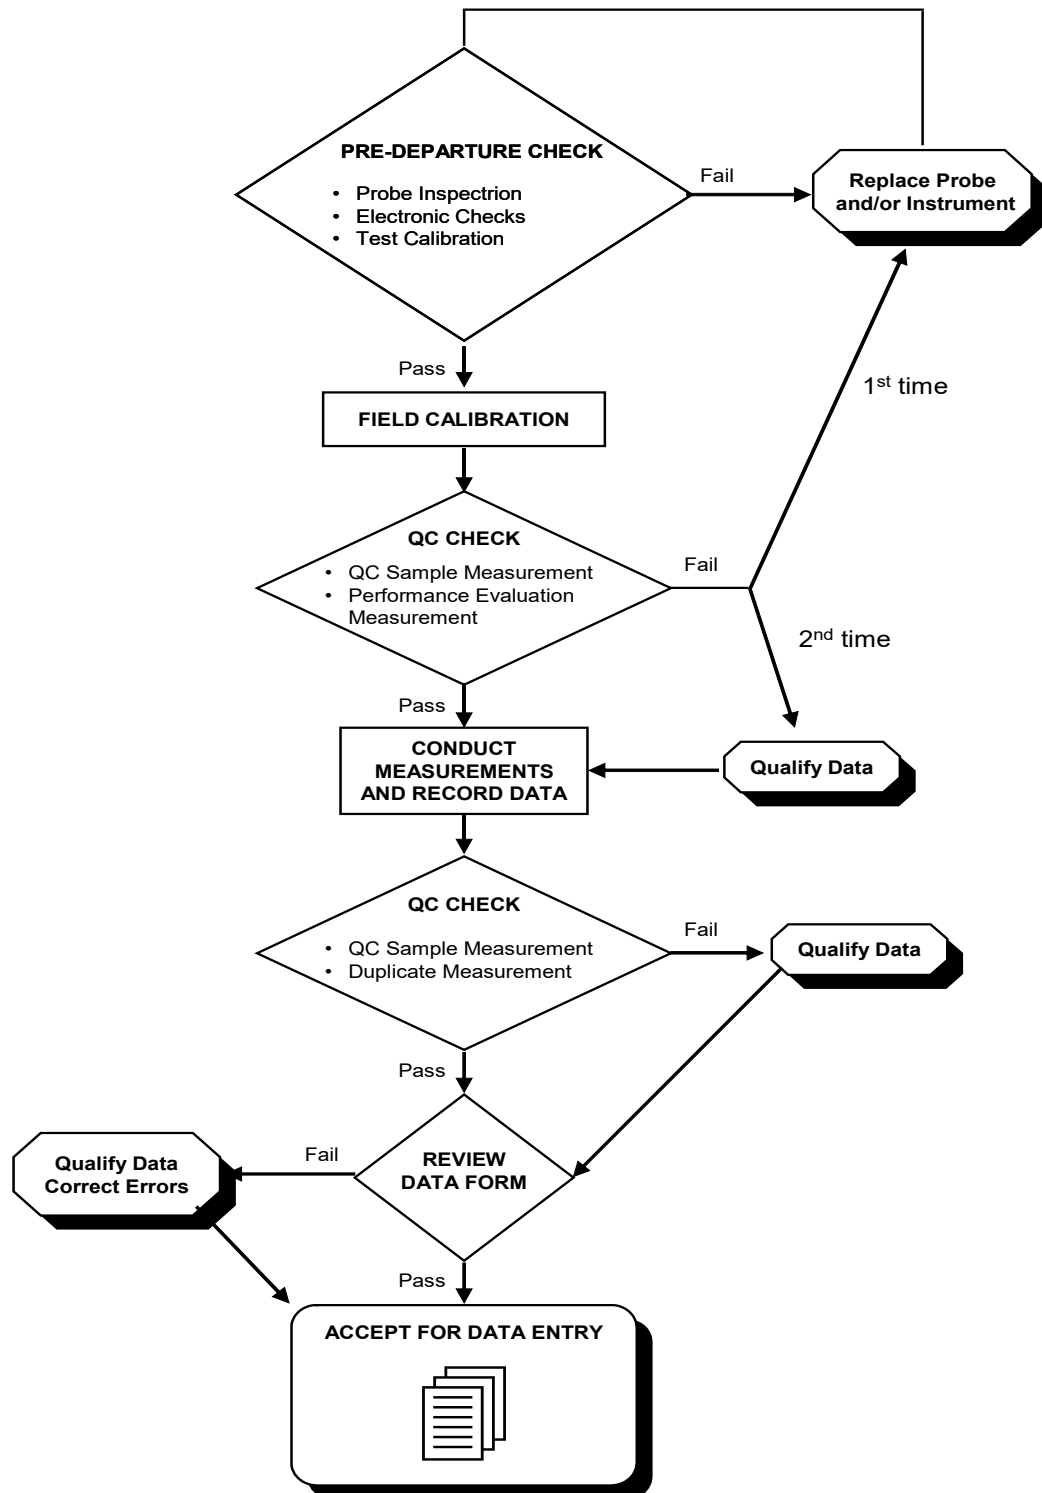 PRE-DEPARTURE CHECK
• Probe Inspectrion
• Electronic Checks
• Test Calibration
Fail
Replace Probe
and/or Instrument
Pass
1st time
FIELD CALIBRATION
QC CHECK
• QC Sample Measurement
• Performance Evaluation
Measurement
Fail
2nd time
Pass
CONDUCT
MEASUREMENTS
AND RECORD DATA
Qualify Data
QC CHECK
• QC Sample Measurement
• Duplicate Measurement
Fail
Qualify Data
Pass
REVIEW
DATA FORM
Fail
Qualify Data
Correct Errors
Pass
ACCEPT FOR DATA ENTRY